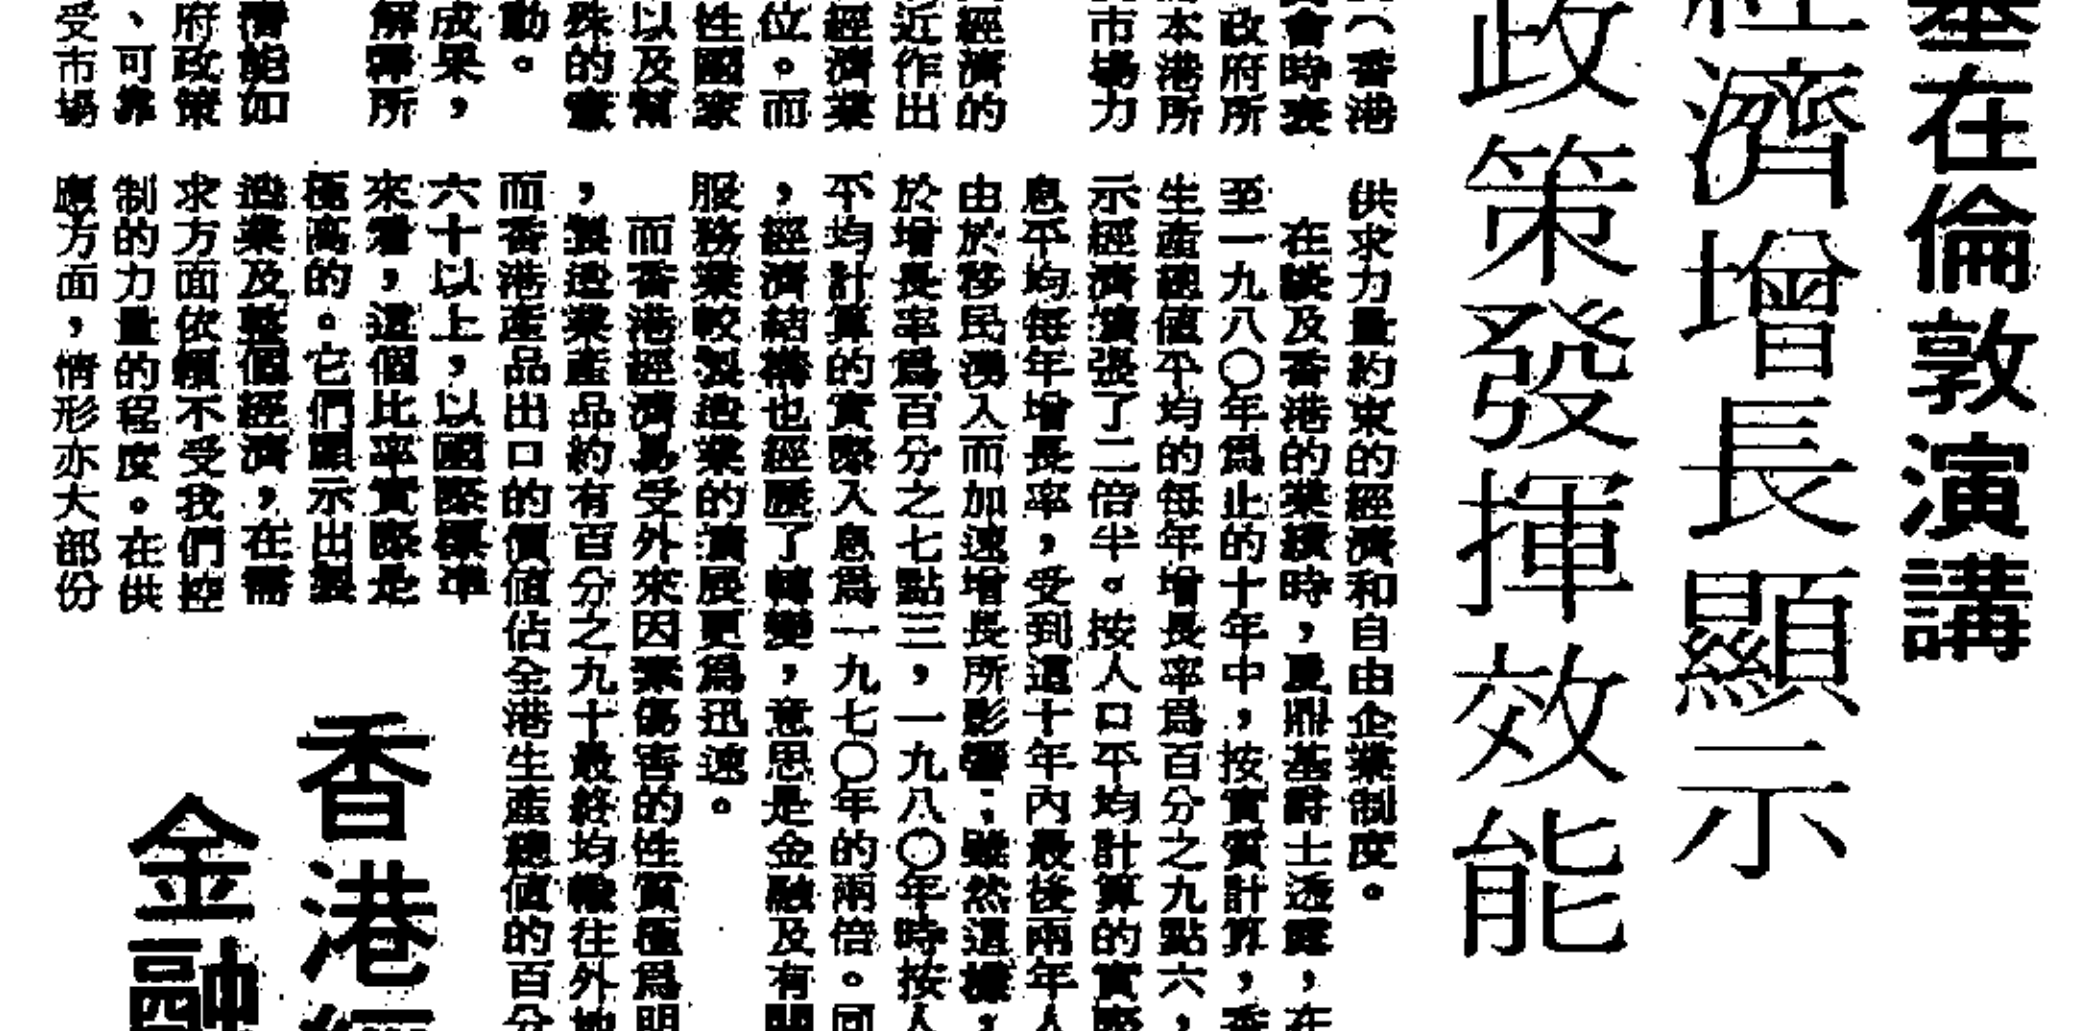 基在倫敦演講
經濟增長顯示
政策發揮效能
（香港
會時表
政府所
本港所
市場力
經濟的
近作出
經濟業
位。而
性國家
以及幫
殊的憲
動。
成果，
解釋所
濟能如
府政策
、可靠
受市場
供求力量約束的經濟和自由企業制度。
在談及香港的業績時，夏鼎基爵士透露，在
至一九八〇年爲止的十年中，按實質計算，香
生產總值平均的每年增長率爲百分之九點六，
示經濟擴張了二倍半。按人口平均計算的實際
息平均每年增長率，受到這十年內最後兩年人
由於移民湧入而加速增長所影響；雖然這樣，
於增長率爲百分之七點三，一九八〇年時按人
不均計算的實際入息爲一九七〇年的兩倍。同
，經濟結構也經歷了轉變，意思是金融及有關
服務業較製造業的擴展更爲迅速。
而香港經濟易受外來因素傷害的性質極爲明
，製造業產品約有百分之九十最終均輸往外地
而香港產品出口的價值佔全港生產總值的百分
六十以上，以國際標準
來看，這個比率實際是
極高的。它們顯示出製
造業及整個經濟，在需
求方面依賴不受我們控
制的力量的程度。在供
應方面，情形亦大部份
香港經
金融